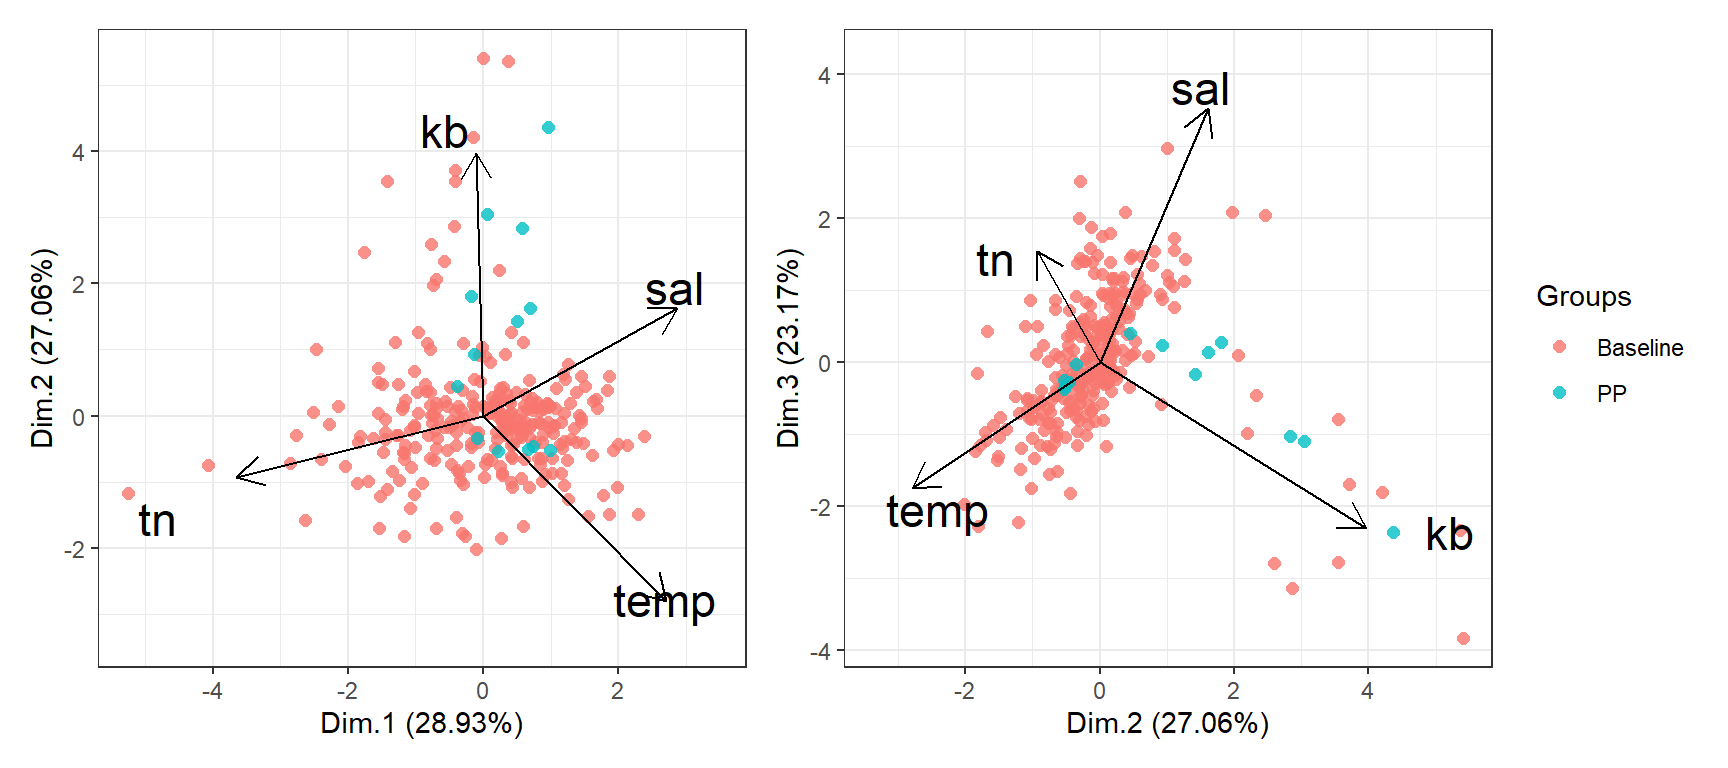 kb
sal
tn
temp
4
2
0
-2
-4
-2
0
2
Dim.1 (28.93%)
Dim.2 (27.06%)
sal
tn
temp
kb
4
2
0
-2
-4
-2
0
2
4
Dim.2 (27.06%)
Dim.3 (23.17%)
Groups
Baseline
PP